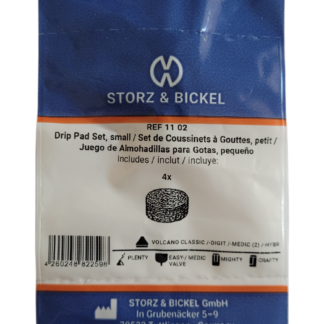 STORZ & BICKEL
REF 11 02
Drip Pad Set, small / Set de Coussinets à Gouttes, petit /
Juego de Almohadillas para Gotas, pequeño
includes / inclut / incluye:
4x
VOLCANO CLASSIC /-DIGIT /-MEDIC (2) /-HYBR
PLENTY
EASY-/ MEDIC
VALVE
MIGHTY
CRAFTY
4260248822596
STORZ & BICKEL GmbH
In Grubenäcker 5–9